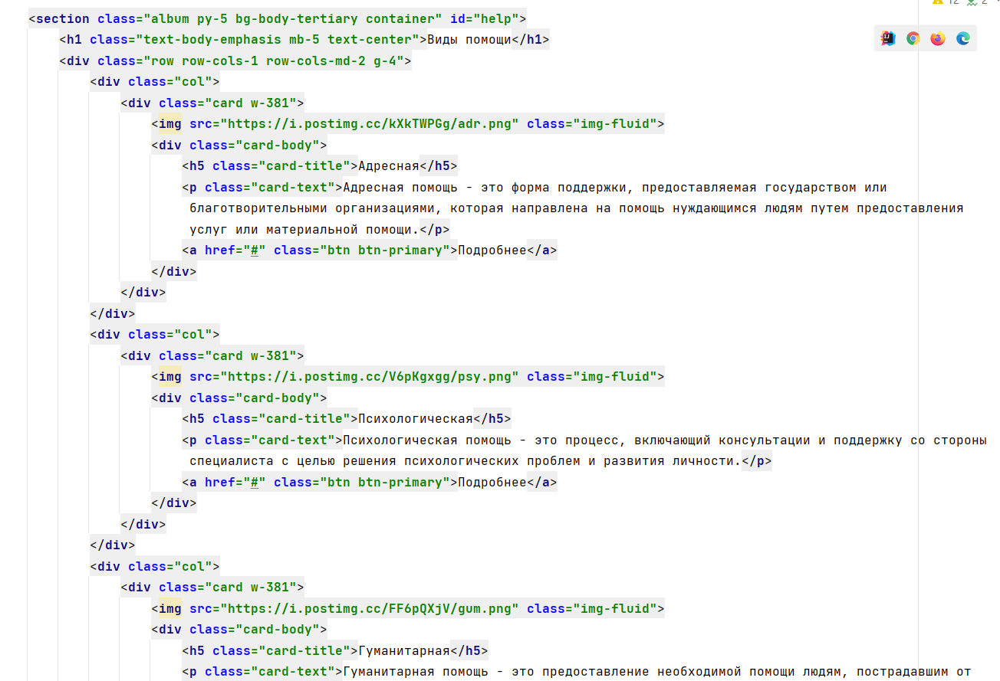 12 2
<section class="album py-5 bg-body-tertiary container" id="help">
<h1 class="text-body-emphasis mb-5 text-center">Виды помощи</h1>
<div class="row row-cols-1 row-cols-md-2 g-4">
<div class="col">
<div class="card w-381">
<img src="https://i.postimg.cc/kXkTWPGg/adr.png" class="img-fluid">
<div class="card-body">
<h5 class="card-title">Адресная</h5>
<p class="card-text">Адресная помощь - это форма поддержки, предоставляемая государством или
благотворительными организациями, которая направлена на помощь нуждающимся людям путем предоставления
услуг или материальной помощи.</p>
<a href="#" class="btn btn-primary">Подробнее</a>
</div>
</div>
</div>
<div class="col">
<div class="card w-381">
<img src="https://i.postimg.cc/V6pKgxgg/psy.png" class="img-fluid">
<div class="card-body">
<h5 class="card-title">Психологическая</h5>
<p class="card-text">Психологическая помощь - это процесс, включающий консультации и поддержку со стороны
специалиста с целью решения психологических проблем и развития личности.</p>
<a href="#" class="btn btn-primary">Подробнее</a>
</div>
</div>
</div>
<div class="col">
<div class="card w-381">
<img src="https://i.postimg.cc/FF6pQXjV/gum.png" class="img-fluid">
<div class="card-body">
<h5 class="card-title">Гуманитарная</h5>
<p class="card-text">Гуманитарная помощь - это предоставление необходимой помощи людям, пострадавшим от